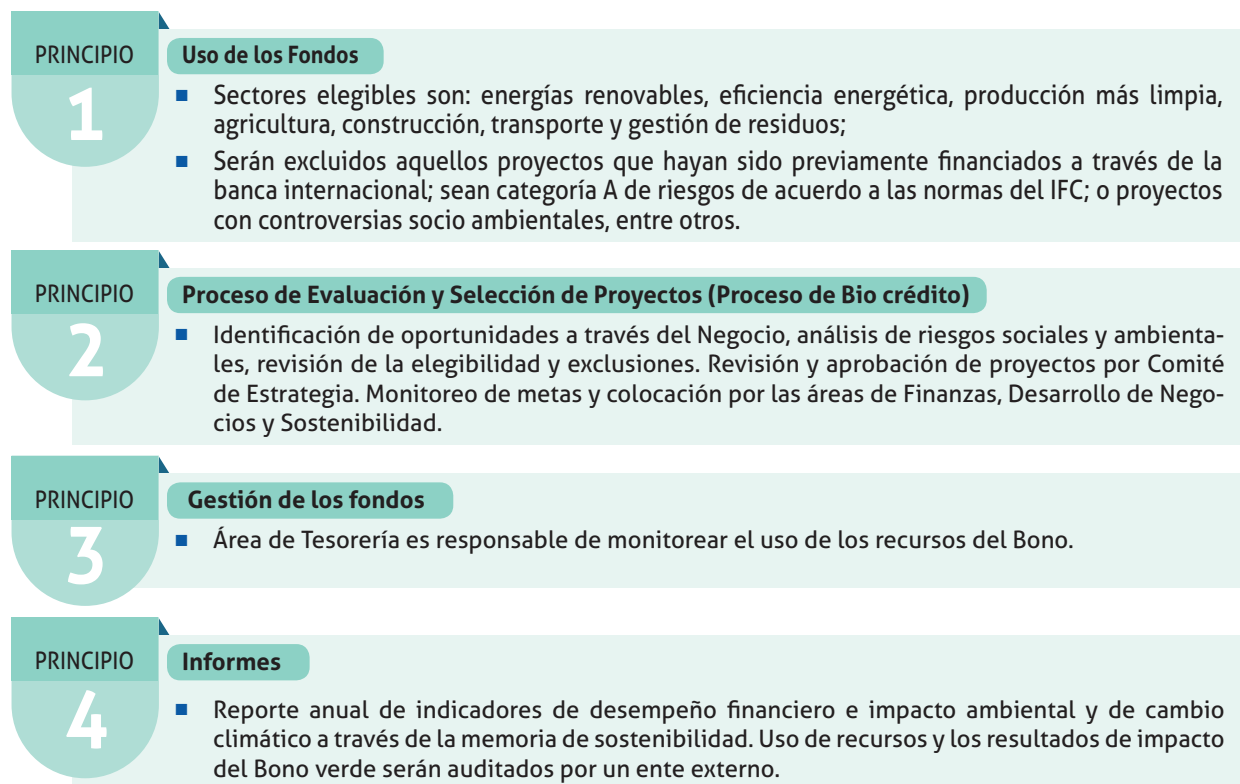 PRINCIPIO
1
Uso de los Fondos
■ Sectores elegibles son: energías renovables, eficiencia energética, producción más limpia,
agricultura, construcción, transporte y gestión de residuos;
■ Serán excluidos aquellos proyectos que hayan sido previamente financiados a través de la
banca internacional; sean categoría A de riesgos de acuerdo a las normas del IFC; o proyectos
con controversias socio ambientales, entre otros.
PRINCIPIO
2
Proceso de Evaluación y Selección de Proyectos (Proceso de Bio crédito)
■ Identificación de oportunidades a través del Negocio, análisis de riesgos sociales y ambienta-
les, revisión de la elegibilidad y exclusiones. Revisión y aprobación de proyectos por Comité
de Estrategia. Monitoreo de metas y colocación por las áreas de Finanzas, Desarrollo de Nego-
cios y Sostenibilidad.
PRINCIPIO
3
Gestión de los fondos
■ Área de Tesorería es responsable de monitorear el uso de los recursos del Bono.
PRINCIPIO
4
Informes
■ Reporte anual de indicadores de desempeño financiero e impacto ambiental y de cambio
climático a través de la memoria de sostenibilidad. Uso de recursos y los resultados de impacto
del Bono verde serán auditados por un ente externo.